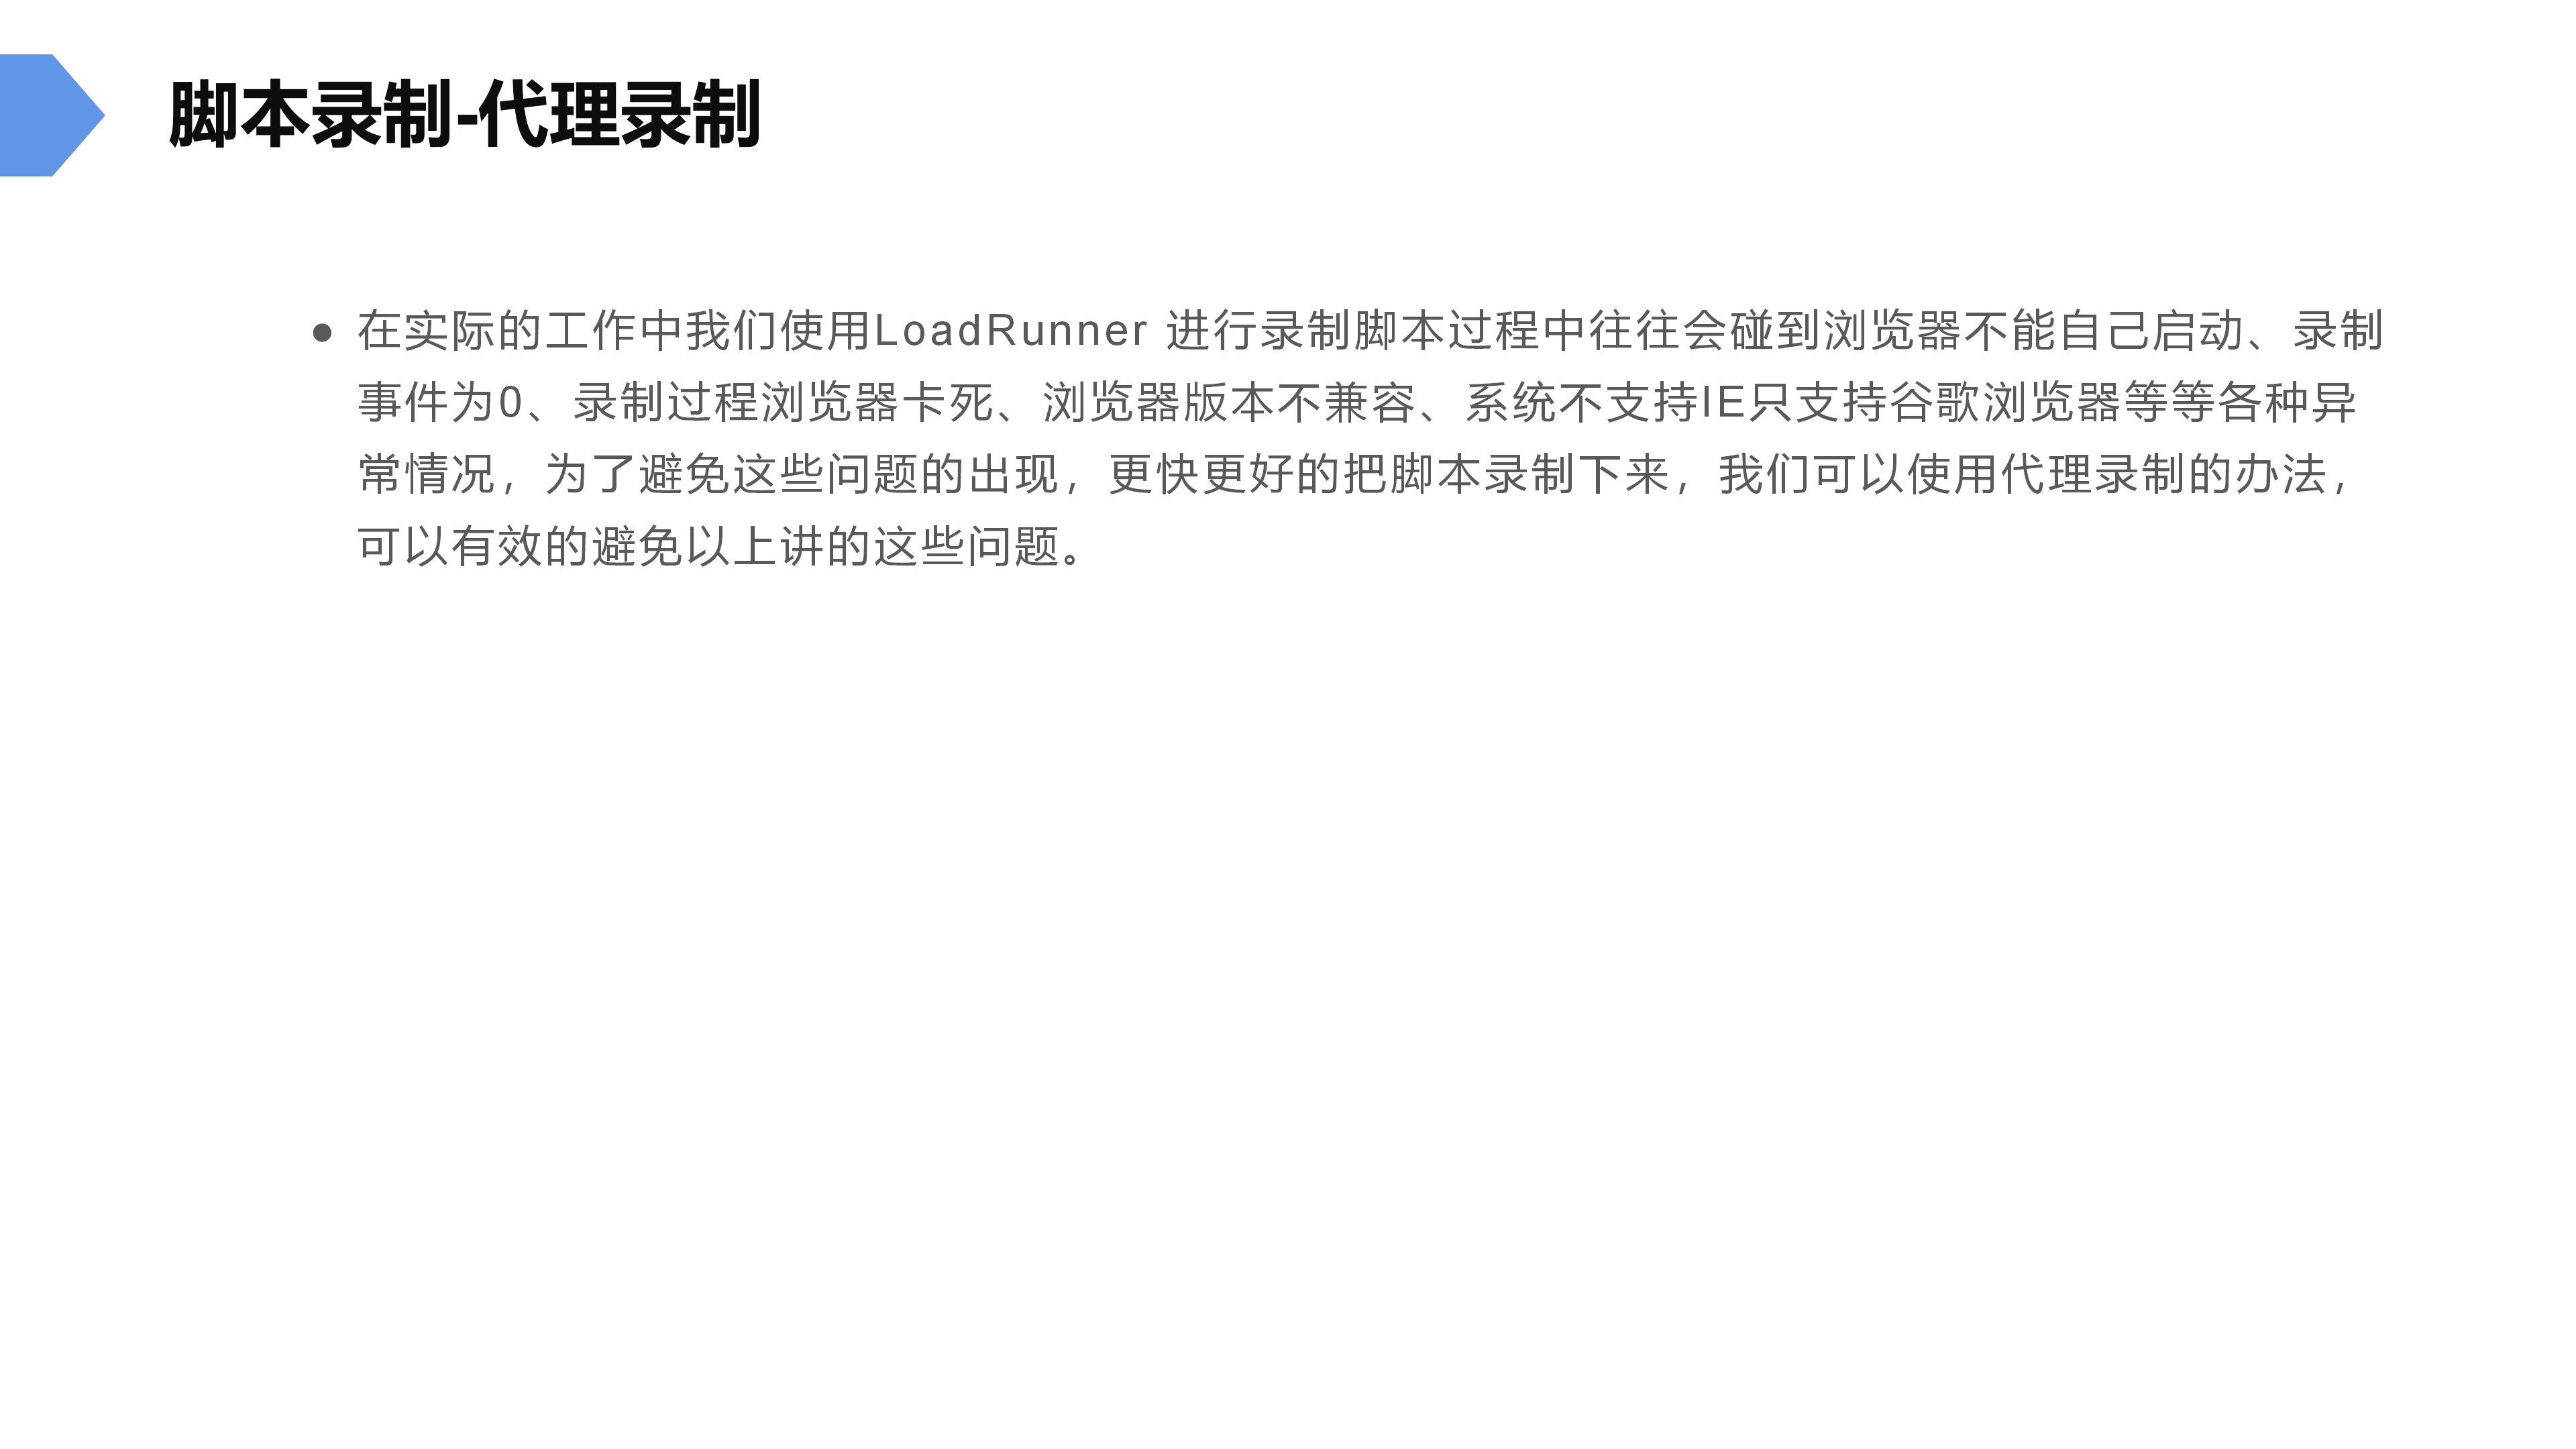 脚本录制-代理录制
● 在实际的工作中我们使用LoadRunner 进行录制脚本过程中往往会碰到浏览器不能自己启动、录制
事件为0、录制过程浏览器卡死、浏览器版本不兼容、系统不支持IE只支持谷歌浏览器等等各种异
常情况，为了避免这些问题的出现，更快更好的把脚本录制下来，我们可以使用代理录制的办法，
可以有效的避免以上讲的这些问题。